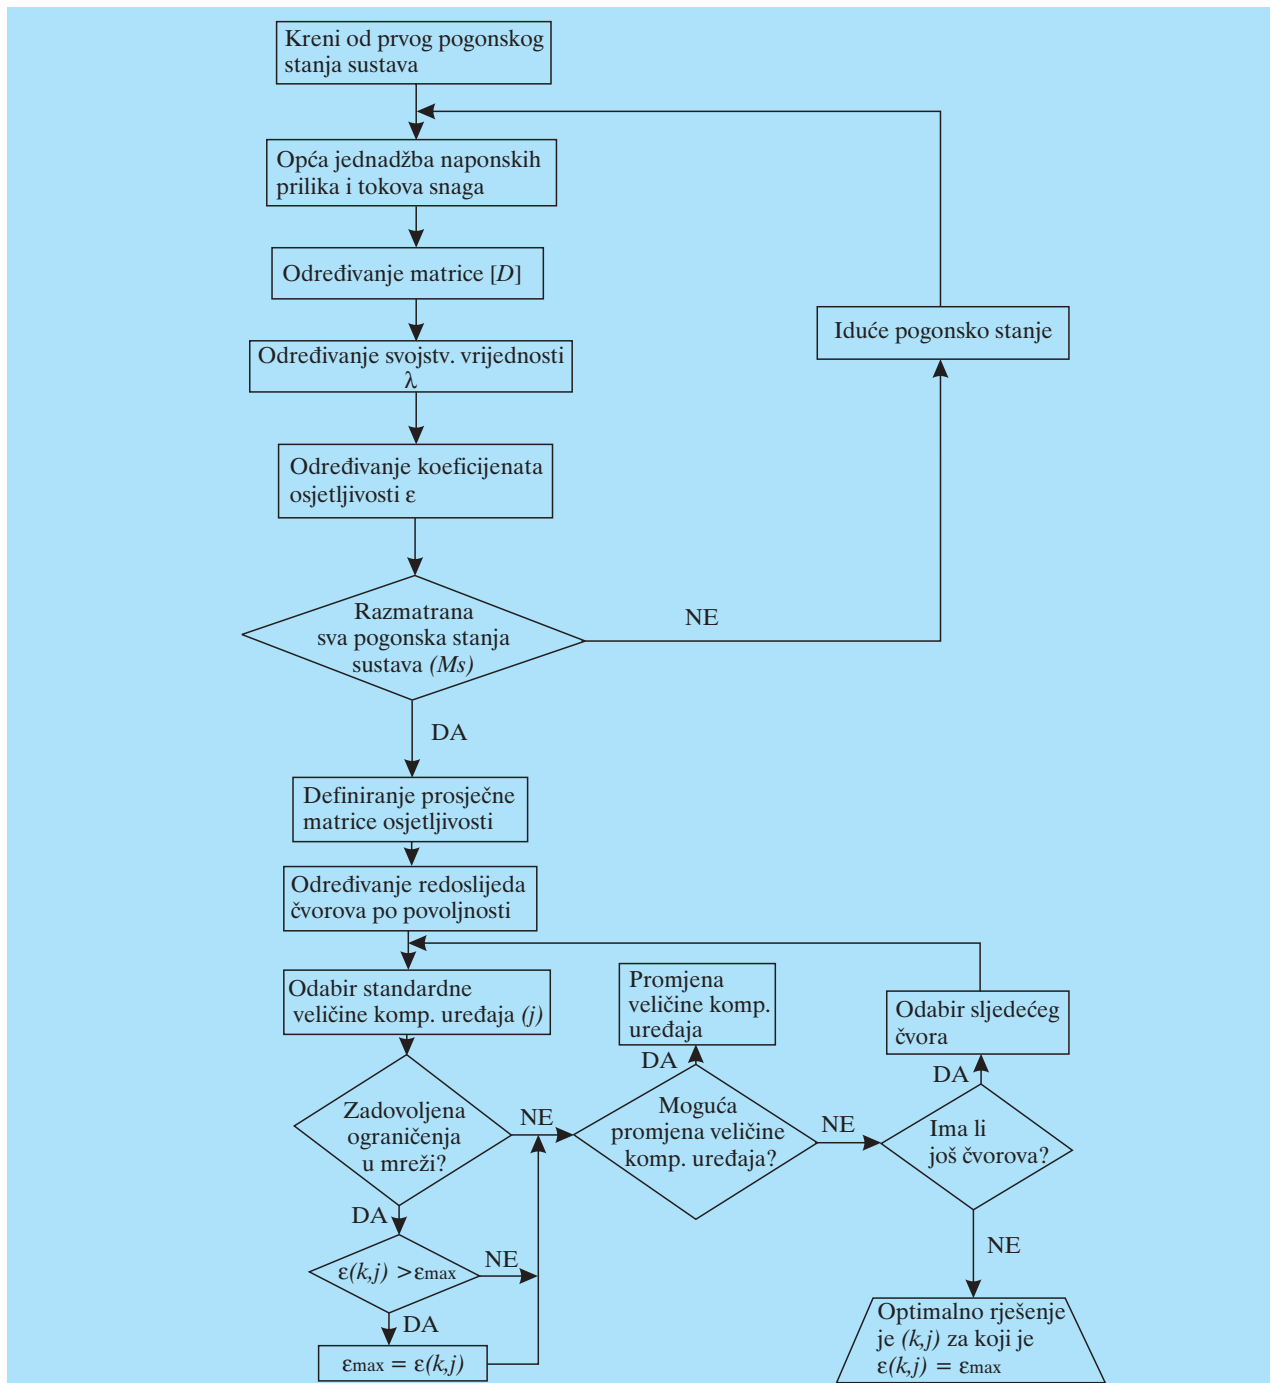 Kreni od prvog pogonskog
stanja sustava
Opća jednadžba naponskih
prilika i tokova snaga
Određivanje matrice [D]
Iduće pogonsko stanje
Određivanje svojstv. vrijednosti
λ
Određivanje koeficijenata
osjetljivosti ε
Razmatrana
sva pogonska stanja
sustava (Ms)
NE
DA
Definiranje prosječne
matrice osjetljivosti
Određivanje redoslijeda
čvorova po povoljnosti
Odabir standardne
veličine komp. uređaja (j)
Promjena
veličine komp.
uređaja
Odabir sljedećeg
čvora
DA
DA
Zadovoljena
ograničenja
u mreži?
NE
Moguća
promjena veličine
komp. uređaja?
NE
Ima li
još čvorova?
DA
NE
ε(k,j) >εmax
NE
DA
εmax = ε(k,j)
Optimalno rješenje
je (k,j) za koji je
ε(k,j) = εmax